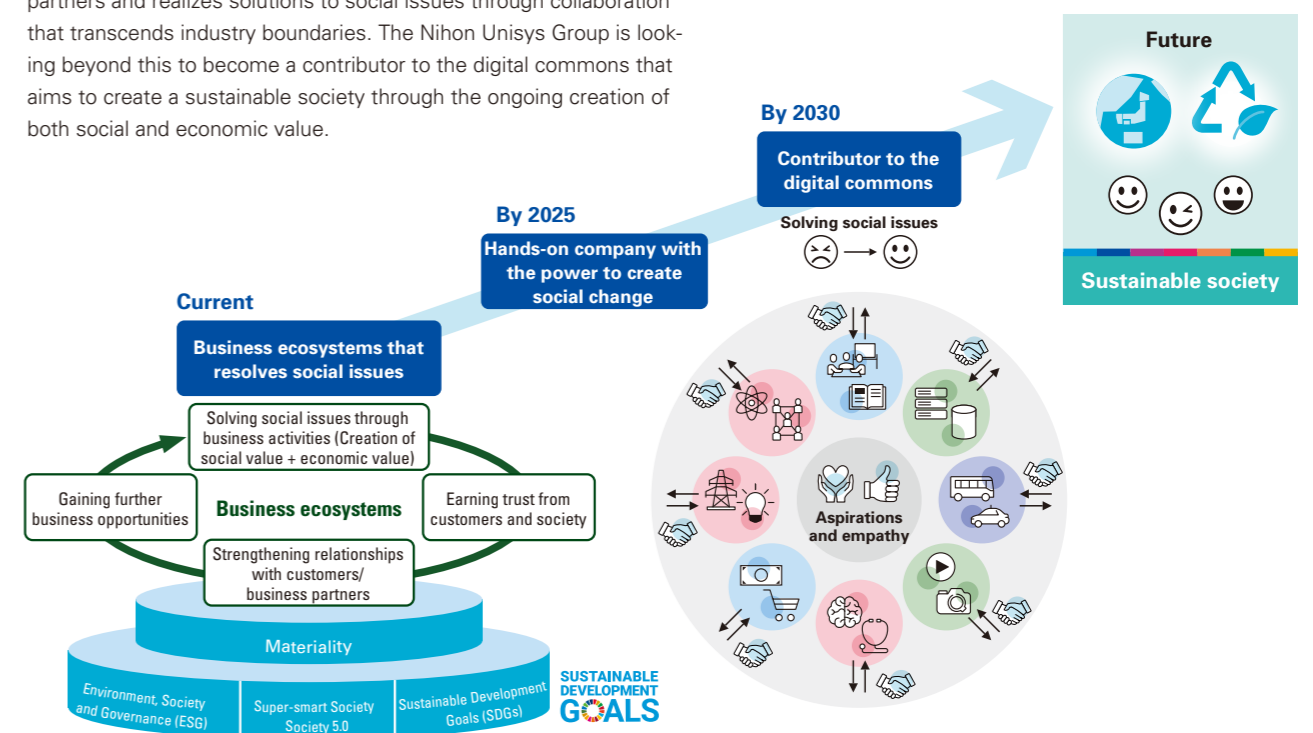 partners and realizes solutions to social issues through collaboration
that transcends industry boundaries. The Nihon Unisys Group is look-
ing beyond this to become a contributor to the digital commons that
aims to create a sustainable society through the ongoing creation of
both social and economic value.
Future
Sustainable society
By 2030
Contributor to the
digital commons
Solving social issues
By 2025
Hands-on company with
the power to create
social change
Current
Business ecosystems that
resolves social issues
Solving social issues through
business activities (Creation of
social value + economic value)
Gaining further
business opportunities
Business ecosystems
Earning trust from
customers and society
Strengthening relationships
with customers/
business partners
Materiality
Environment, Society
and Governance (ESG)
Super-smart Society
Society 5.0
Sustainable Development
Goals (SDGs)
SUSTAINABLE
DEVELOPMENT
GOALS
Aspirations
and empathy